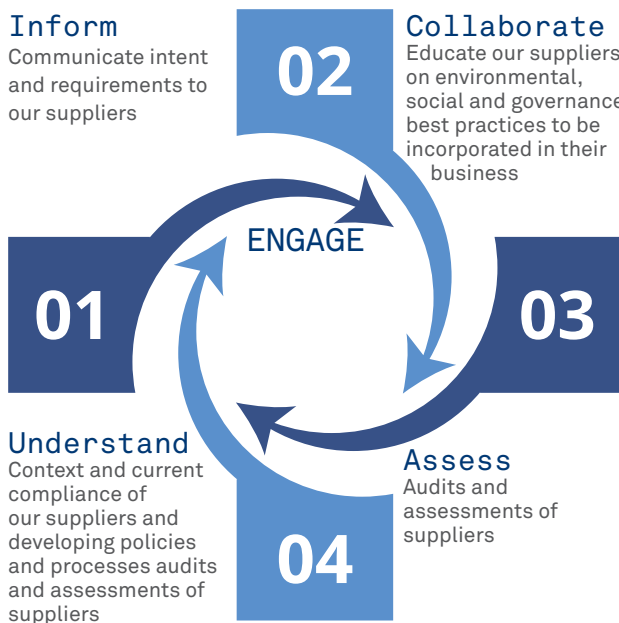 Inform
Communicate intent
and requirements to
our suppliers
02
Collaborate
Educate our suppliers
on environmental,
social and governance
best practices to be
incorporated in their
business
ENGAGE
01
03
Understand
Context and current
compliance of
our suppliers and
developing policies
and processes audits
and assessments of
suppliers
04
Assess
Audits and
assessments of
suppliers